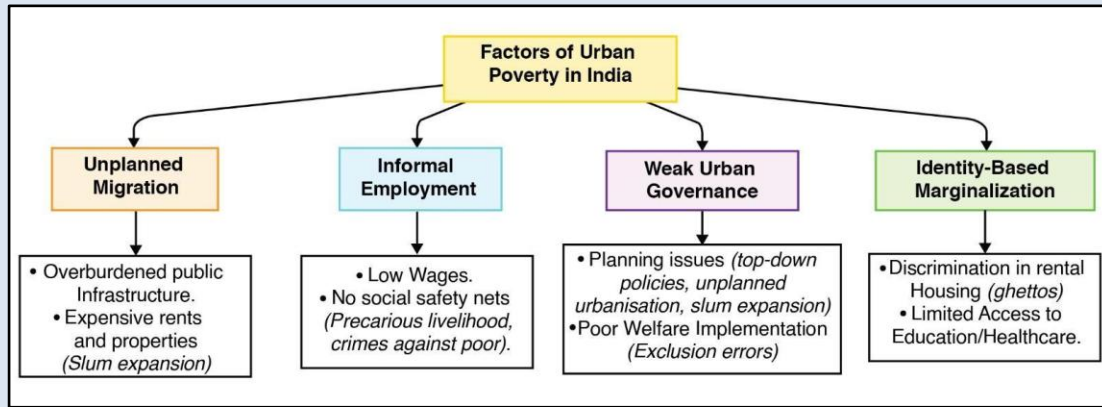 Factors of Urban
Poverty in India
Unplanned
Migration
• Overburdened public
Infrastructure.
• Expensive rents
and properties
(Slum expansion)
Informal
Employment
• Low Wages.
• No social safety nets
(Precarious livelihood,
crimes against poor).
Weak Urban
Governance
• Planning issues (top-down
policies, unplanned
urbanisation, slum expansion)
• Poor Welfare Implementation
(Exclusion errors)
Identity-Based
Marginalization
• Discrimination in rental
Housing (ghettos)
• Limited Access to
Education/Healthcare.